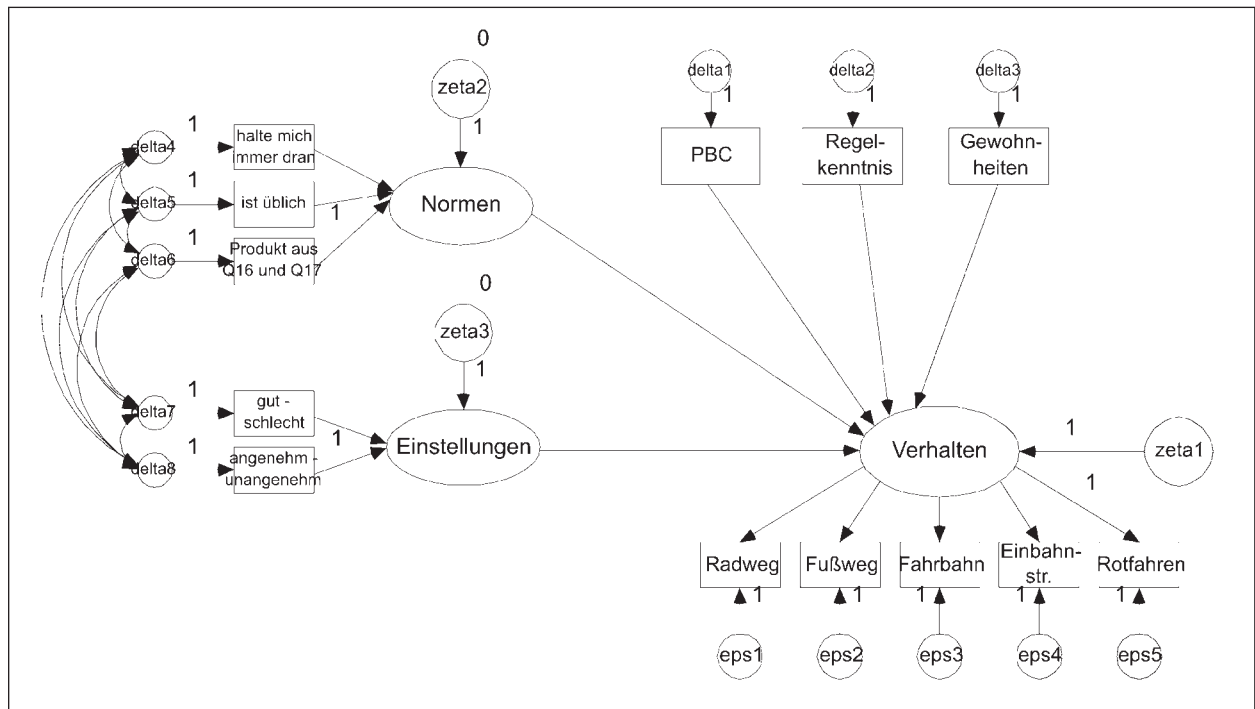 0
zeta2
1
1
delta4
halte mich
immer dran
1
delta5
ist üblich
1
Normen
1
delta6
Produkt aus
Q16 und Q17
0
zeta3
1
1
delta7
gut -
schlecht
1
Einstellungen
1
delta8
angenehm -
unangenehm
delta1
1
delta2
1
delta3
1
PBC
Regel-
kenntnis
Gewohn-
heiten
Verhalten
1
zeta1
1
Radweg
Fußweg
Fahrbahn
Einbahn-
str.
Rotfahren
1
1
1
1
1
eps1
eps2
eps3
eps4
eps5